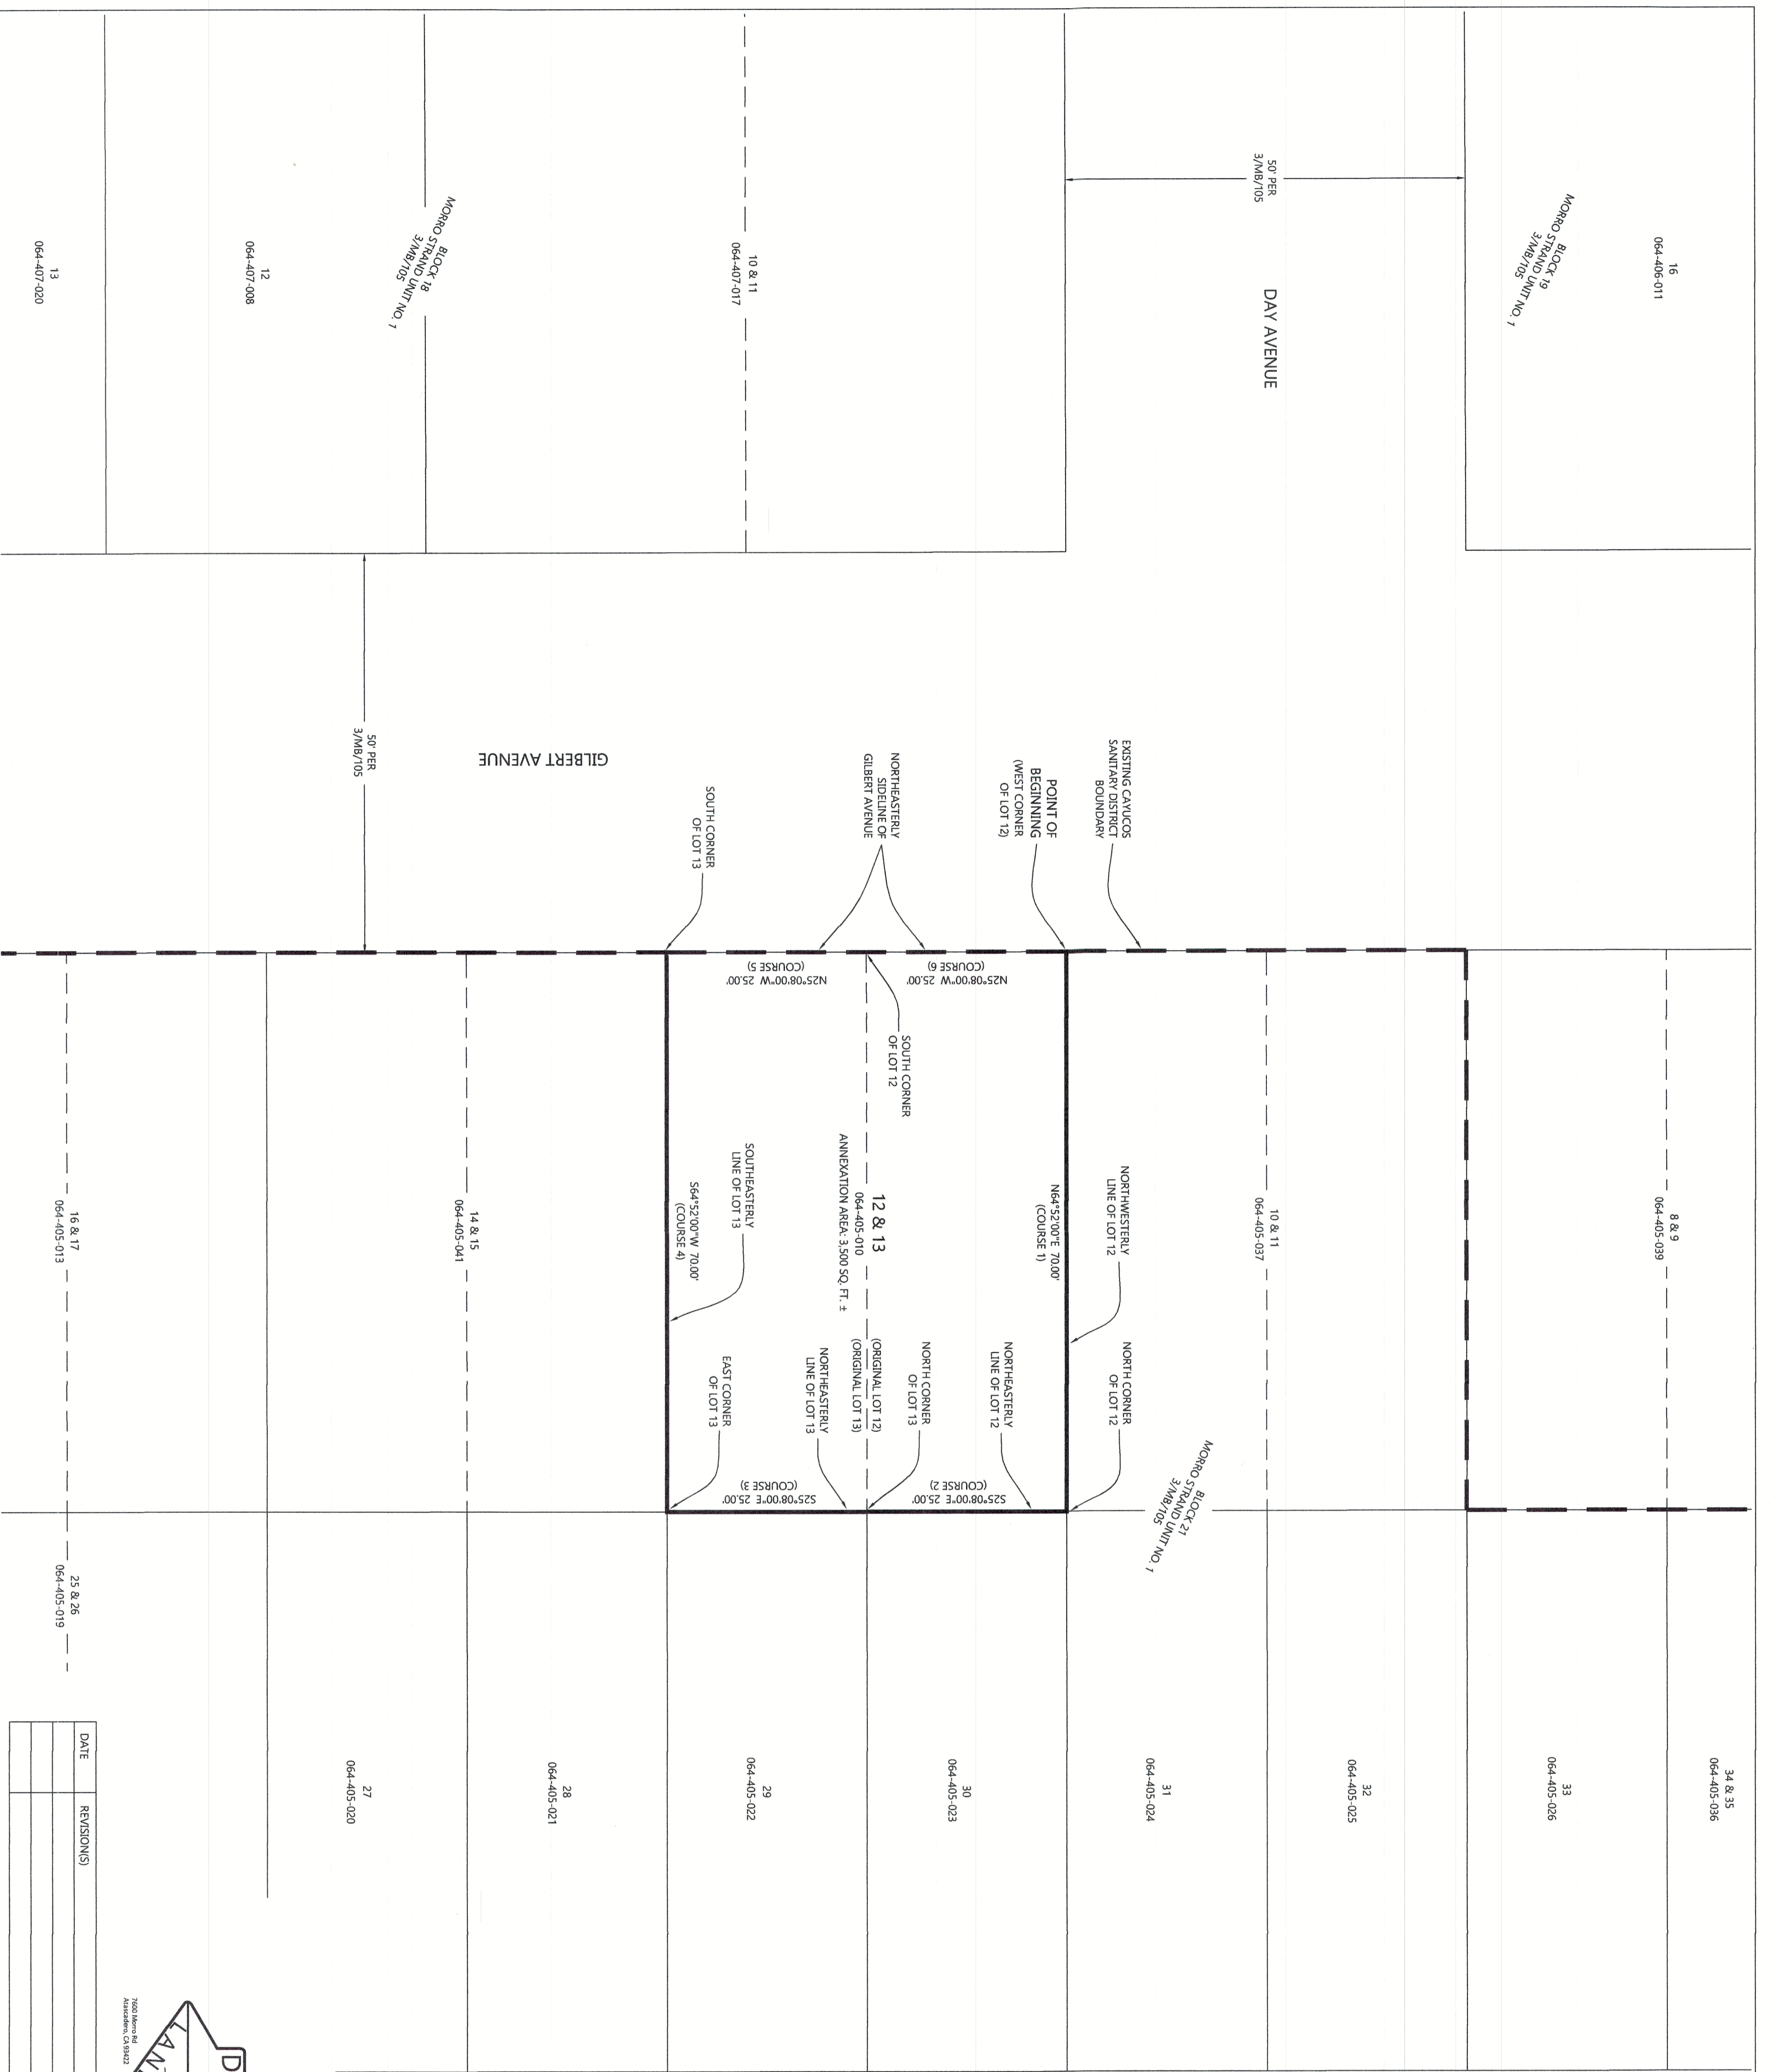 16
064-406-011
BLOCK 19
MORRO STRAND UNIT NO. 1
3/MB/105
50' PER
3/MB/105
DAY AVENUE
10 & 11
064-407-017
BLOCK 18
MORRO STRAND UNIT NO. 1
3/MB/105
12
064-407-008
13
064-407-020
EXISTING CAYUCOS
SANITARY DISTRICT
BOUNDARY
POINT OF
BEGINNING
(WEST CORNER
OF LOT 12)
NORTHEASTERLY
SIDELINE OF
GILBERT AVENUE
SOUTH CORNER
OF LOT 13
GILBERT AVENUE
50' PER
3/MB/105
8 & 9
064-405-039
10 & 11
064-405-037
NORTHWESTERLY
LINE OF LOT 12
NORTH CORNER
OF LOT 12
N64°52'00"E 70.00'
(COURSE 1)
N25°08'00"W 25.00'
(COURSE 6)
N25°08'00"W 25.00'
(COURSE 5)
SOUTH CORNER
OF LOT 12
12 & 13
064-405-010
ANNEXATION AREA: 3,500 SQ. FT. ±
(ORIGINAL LOT 12)
(ORIGINAL LOT 13)
NORTHEASTERLY
LINE OF LOT 12
NORTH CORNER
OF LOT 13
NORTHEASTERLY
LINE OF LOT 13
S25°08'00"E 25.00'
(COURSE 2)
S25°08'00"E 25.00'
(COURSE 3)
SOUTHEASTERLY
LINE OF LOT 13
EAST CORNER
OF LOT 13
S64°52'00"W 70.00'
(COURSE 4)
BLOCK 21
MORRO STRAND UNIT NO. 1
3/MB/105
14 & 15
064-405-041
16 & 17
064-405-013
25 & 26
064-405-019
34 & 35
064-405-036
33
064-405-026
32
064-405-025
31
064-405-024
30
064-405-023
29
064-405-022
28
064-405-021
27
064-405-020
DATE
REVISION(S)
7600 Morro Rd
Atascadero, CA 93422